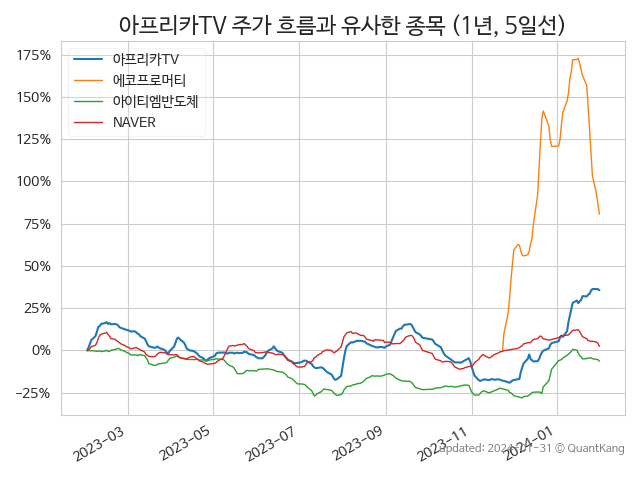 아프리카TV 주가 흐름과 유사한 종목 (1년, 5일선)
아프리카TV
에코프로머티
아이티엠반도체
NAVER
175%
150%
125%
100%
75%
50%
25%
0%
−25%
2023-03
2023-05
2023-07
2023-09
2023-11
2024-01
updated: 2024-01-31 © QuantKang